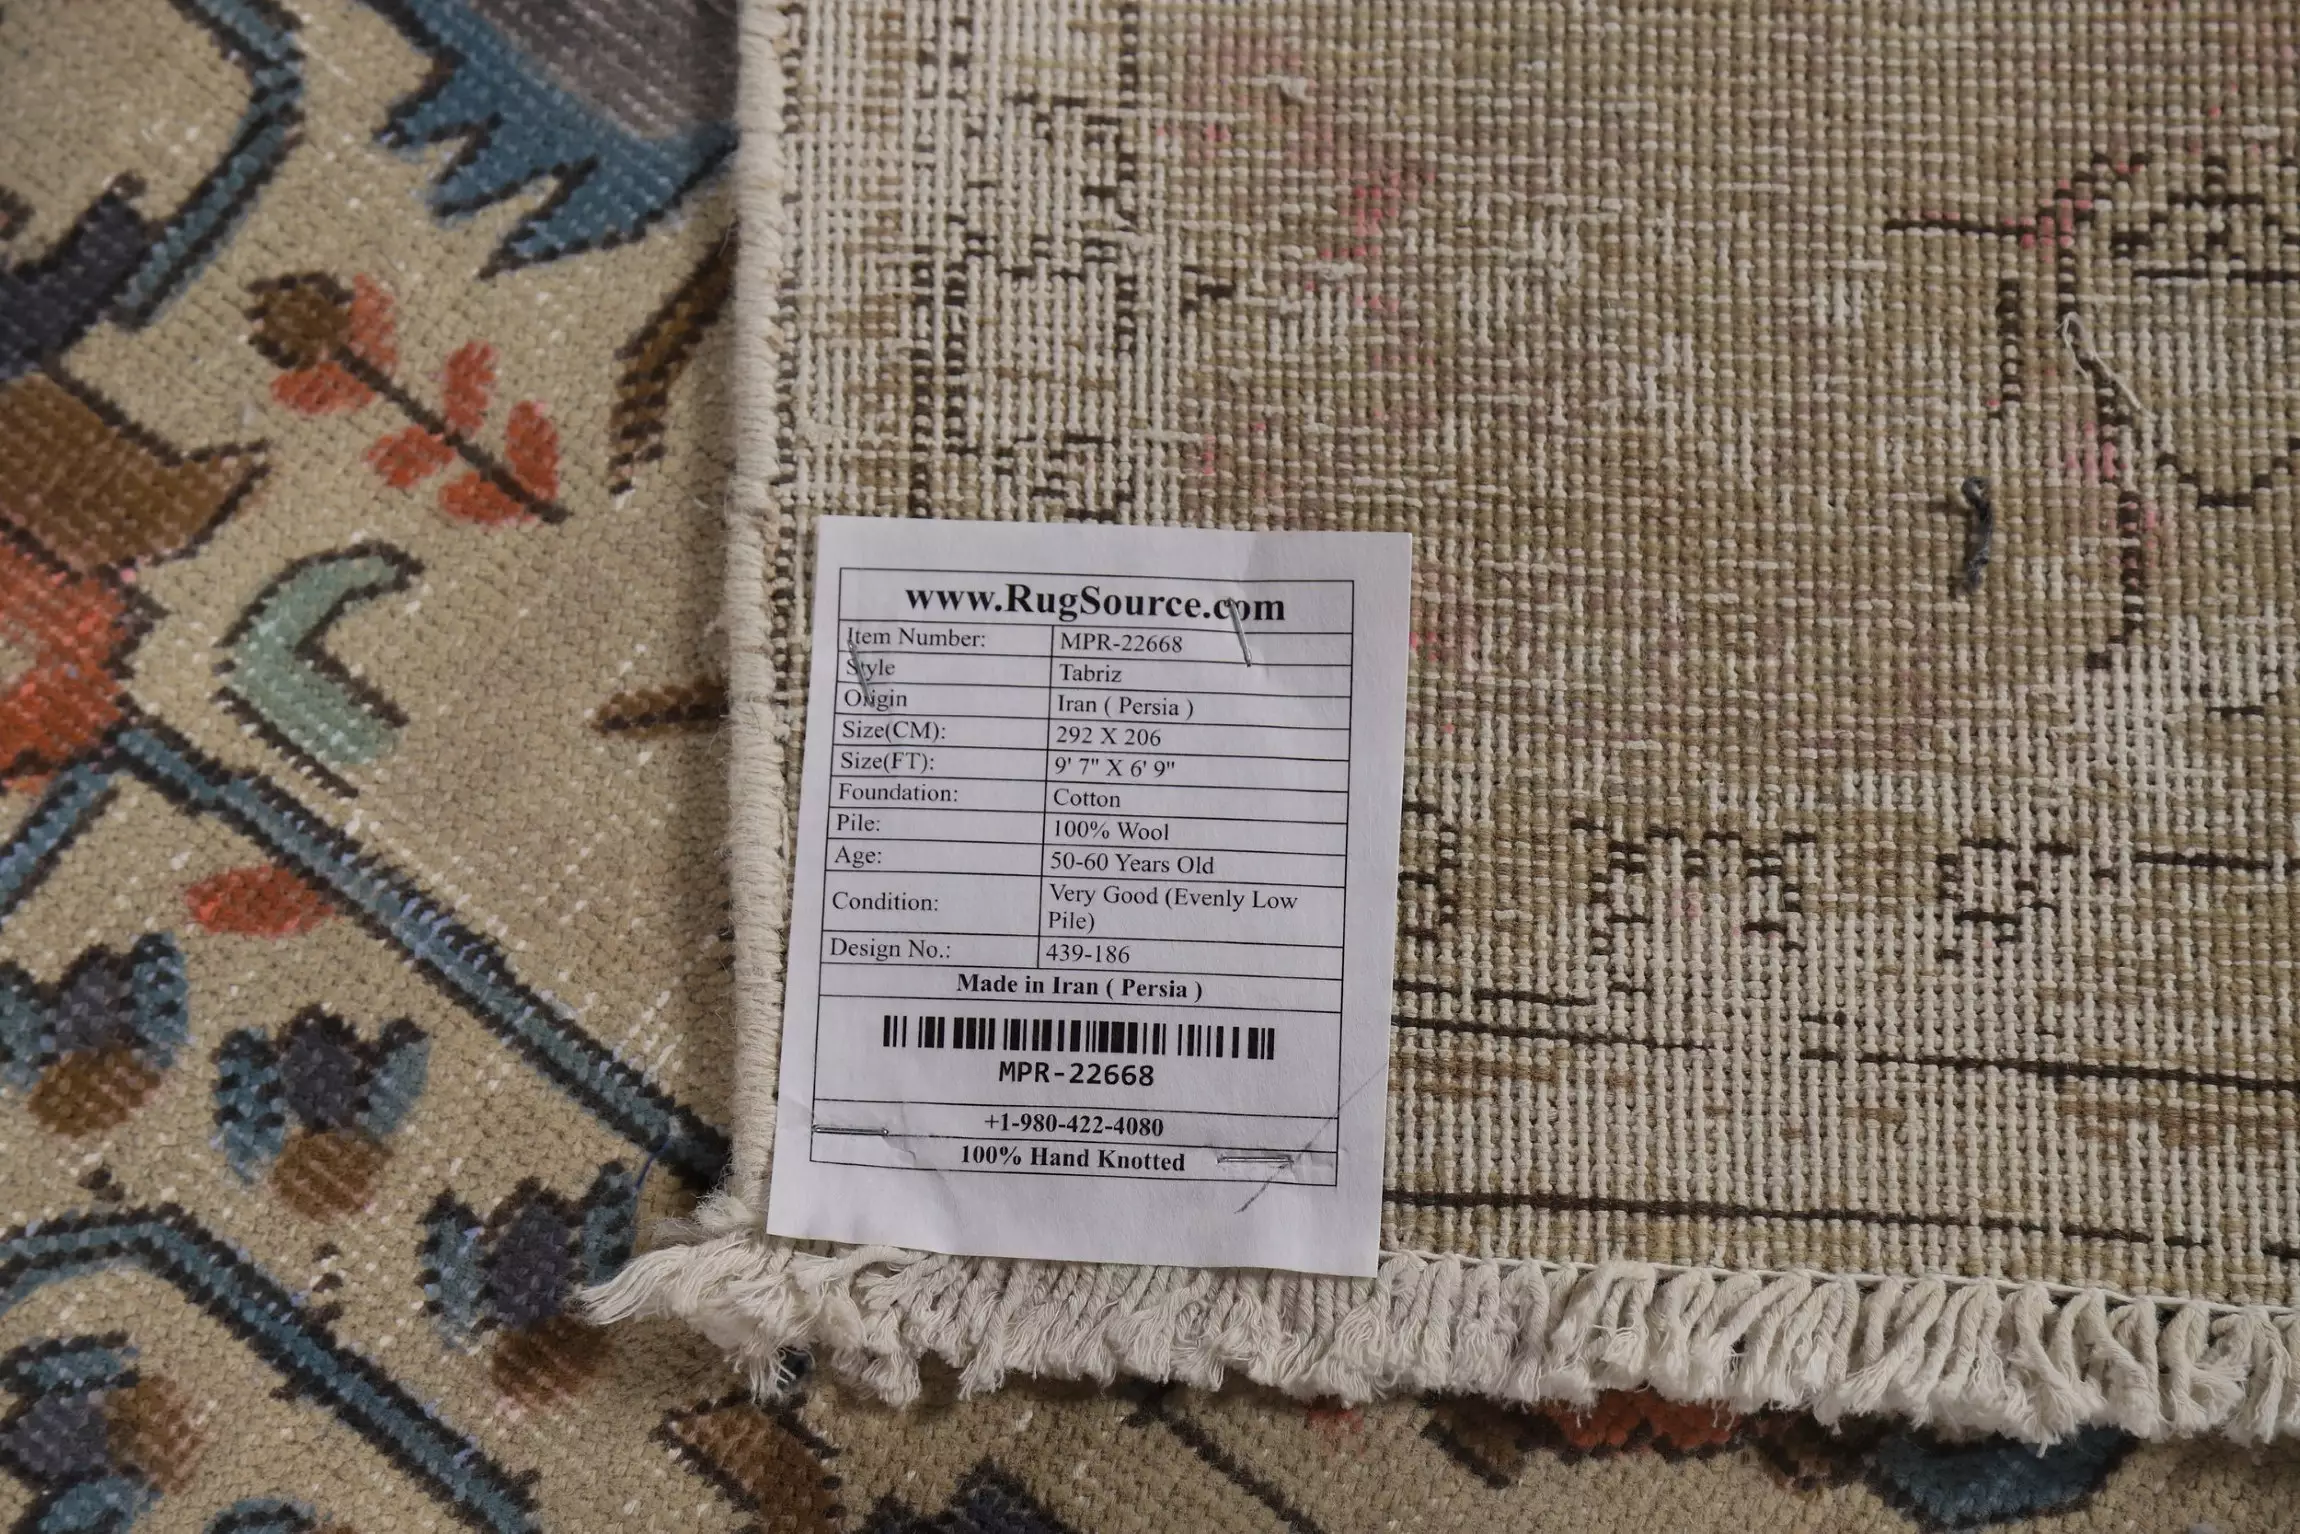 www.RugSource.com
Item Number: MPR-22668
Style Tabriz
Origin Iran ( Persia )
Size(CM): 292 X 206
Size(FT): 9' 7" X 6' 9"
Foundation: Cotton
Pile: 100% Wool
Age: 50-60 Years Old
Condition: Very Good (Evenly Low
Pile)
Design No.: 439-186
Made in Iran ( Persia )
MPR-22668
+1-980-422-4080
100% Hand Knotted